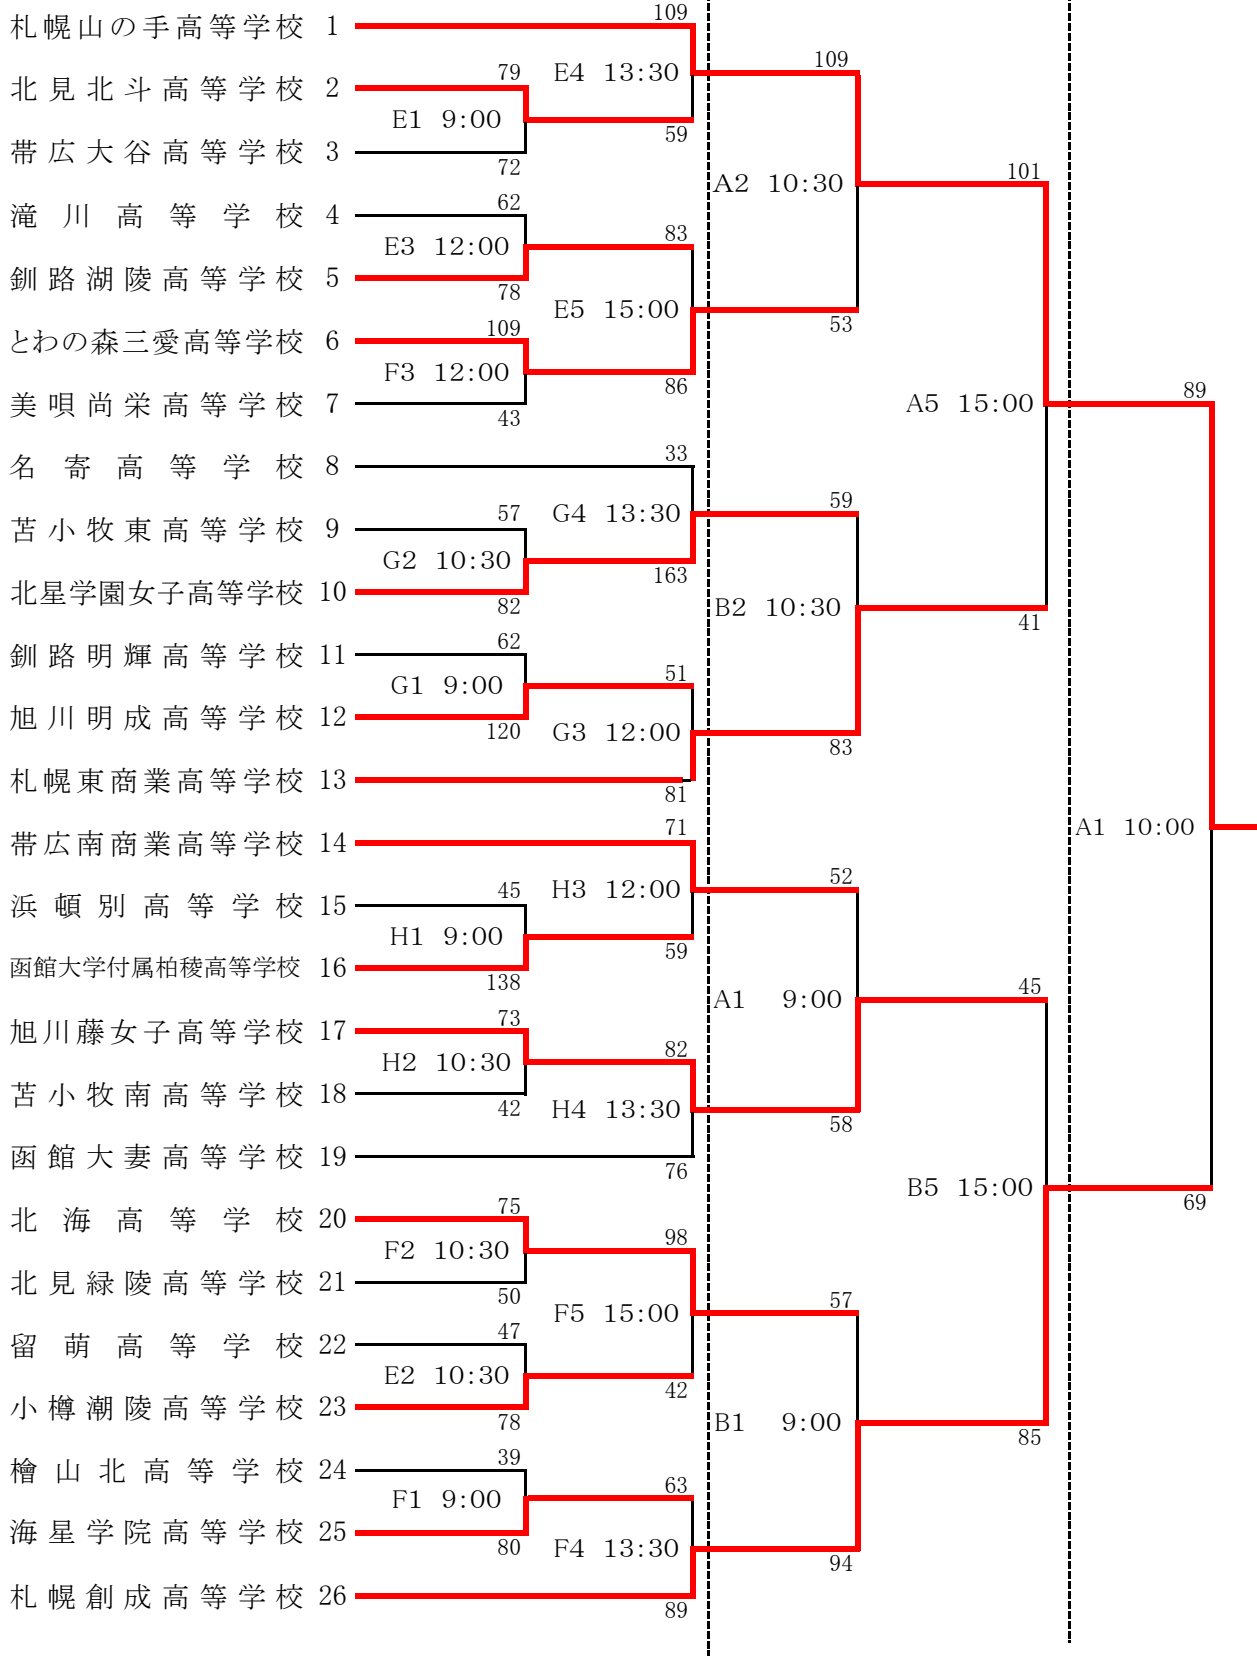 109
札幌山の手高等学校 1
79 E4 13:30 109
北見北斗高等学校 2
E1 9:00
59
帯広大谷高等学校 3
72
A2 10:30 101
滝川高等学校 4 62
E3 12:00 83
釧路湖陵高等学校 5
78
E5 15:00
109 53
とわの森三愛高等学校 6
F3 12:00
86 89
美唄尚栄高等学校 7
43
A5 15:00
33
名寄高等学校 8
57 G4 13:30 59
苫小牧東高等学校 9
G2 10:30
163
北星学園女子高等学校 10
82
B2 10:30
41
釧路明輝高等学校 11 62
G1 9:00 51
旭川明成高等学校 12
120 G3 12:00
83
札幌東商業高等学校 13
81
71 A1 10:00
帯広南商業高等学校 14
45 H3 12:00 52
浜頓別高等学校 15
H1 9:00
59
函館大学付属柏稜高等学校 16
138 45
A1 9:00
73
旭川藤女子高等学校 17
82
H2 10:30
苫小牧南高等学校 18
42 H4 13:30
58
函館大妻高等学校 19
76
B5 15:00
75 69
北海高等学校 20
98
F2 10:30
北見緑陵高等学校 21
50 57
F5 15:00
47
留萌高等学校 22
E2 10:30
42
小樽潮陵高等学校 23
78
B1 9:00
85
39
檜山北高等学校 24
63
F1 9:00
海星学院高等学校 25
80 F4 13:30
94
札幌創成高等学校 26
89